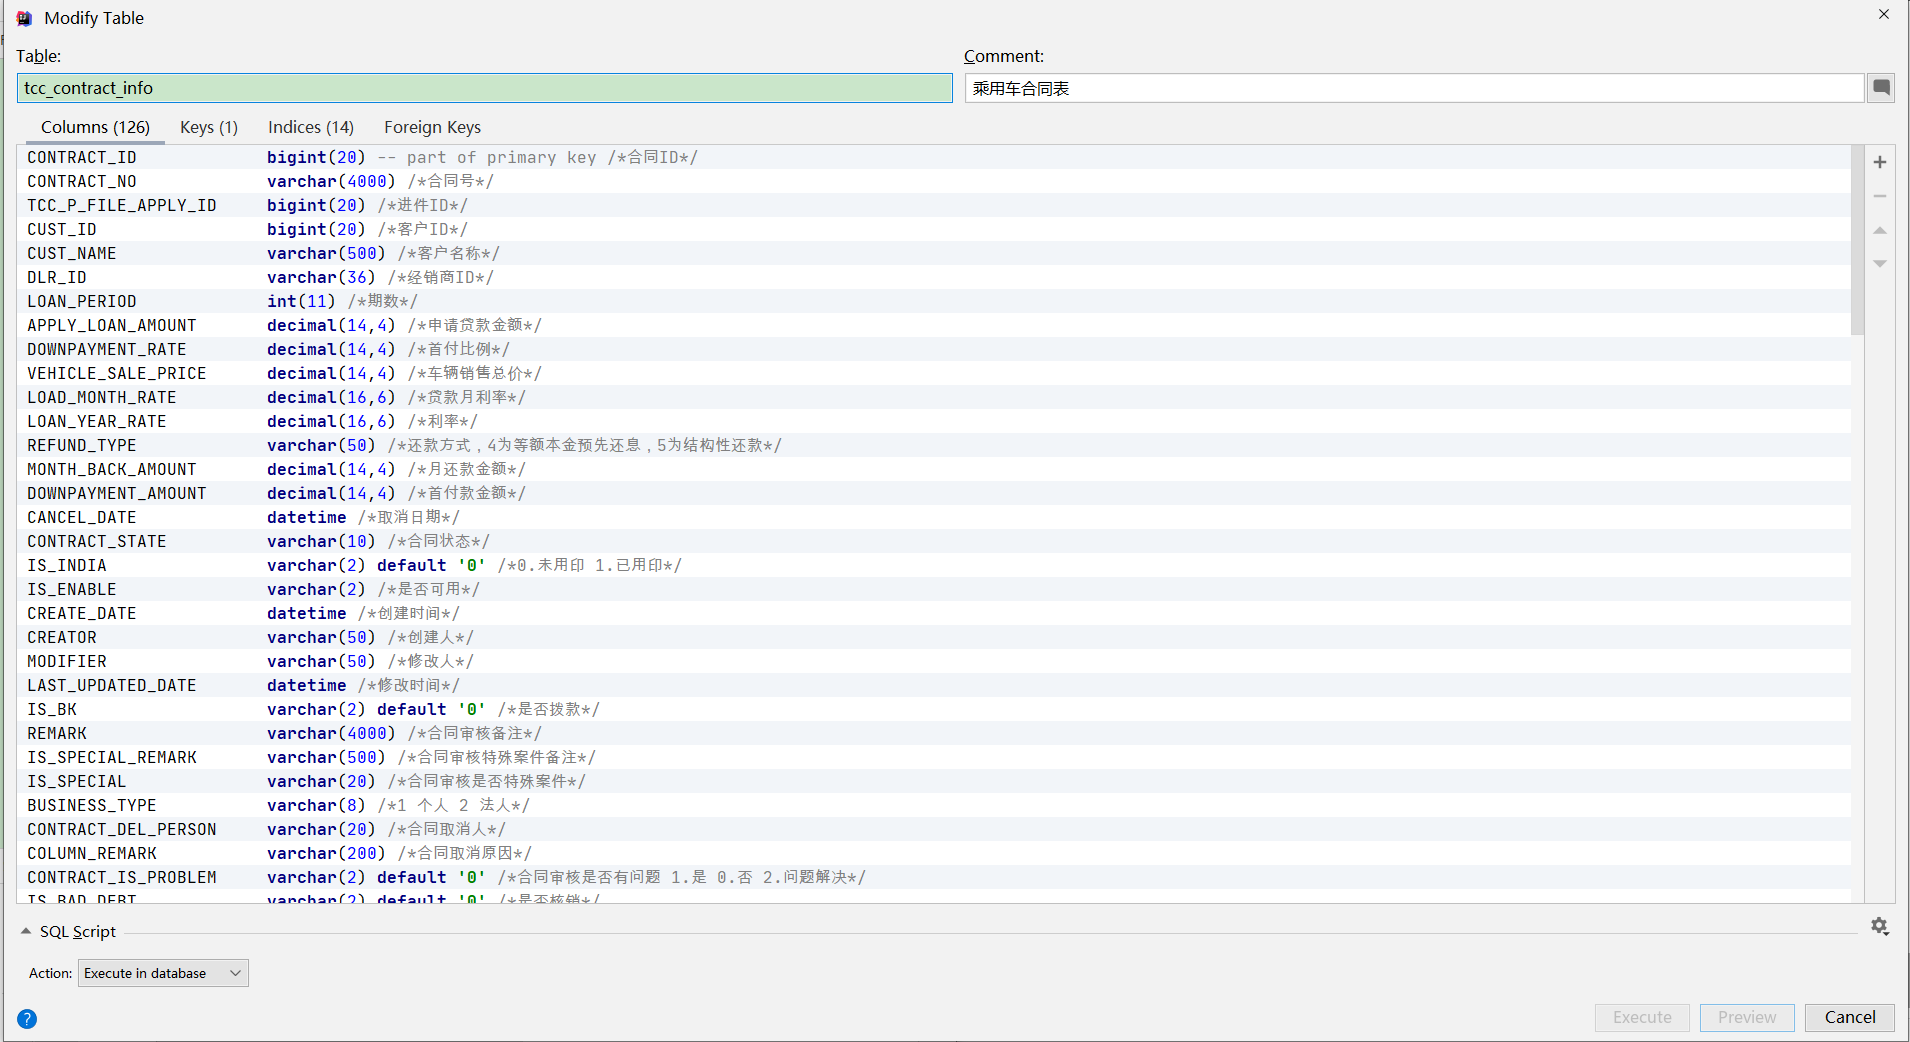 Modify Table
Table:
Comment:
tcc_contract_info
乘用车合同表
Columns (126) Keys (1) Indices (14) Foreign Keys
CONTRACT_ID bigint(20) -- part of primary key /*合同ID*/
CONTRACT_NO varchar(4000) /*合同号*/
TCC_P_FILE_APPLY_ID bigint(20) /*进件ID*/
CUST_ID bigint(20) /*客户ID*/
CUST_NAME varchar(500) /*客户名称*/
DLR_ID varchar(36) /*经销商ID*/
LOAN_PERIOD int(11) /*期数*/
APPLY_LOAN_AMOUNT decimal(14,4) /*申请贷款金额*/
DOWNPAYMENT_RATE decimal(14,4) /*首付比例*/
VEHICLE_SALE_PRICE decimal(14,4) /*车辆销售总价*/
LOAD_MONTH_RATE decimal(16,6) /*贷款月利率*/
LOAN_YEAR_RATE decimal(16,6) /*利率*/
REFUND_TYPE varchar(50) /*还款方式，4为等额本金预先还息，5为结构性还款*/
MONTH_BACK_AMOUNT decimal(14,4) /*月还款金额*/
DOWNPAYMENT_AMOUNT decimal(14,4) /*首付款金额*/
CANCEL_DATE datetime /*取消日期*/
CONTRACT_STATE varchar(10) /*合同状态*/
IS_INDIA varchar(2) default '0' /*0.未用印 1.已用印*/
IS_ENABLE varchar(2) /*是否可用*/
CREATE_DATE datetime /*创建时间*/
CREATOR varchar(50) /*创建人*/
MODIFIER varchar(50) /*修改人*/
LAST_UPDATED_DATE datetime /*修改时间*/
IS_BK varchar(2) default '0' /*是否拨款*/
REMARK varchar(4000) /*合同审核备注*/
IS_SPECIAL_REMARK varchar(500) /*合同审核特殊案件备注*/
IS_SPECIAL varchar(20) /*合同审核是否特殊案件*/
BUSINESS_TYPE varchar(8) /*1 个人 2 法人*/
CONTRACT_DEL_PERSON varchar(20) /*合同取消人*/
COLUMN_REMARK varchar(200) /*合同取消原因*/
CONTRACT_IS_PROBLEM varchar(2) default '0' /*合同审核是否有问题 1.是 0.否 2.问题解决*/
IS_BAD_DEBT varchar(2) default '0' /*是否核销*/
SQL Script
Action: Execute in database
?
Execute Preview Cancel